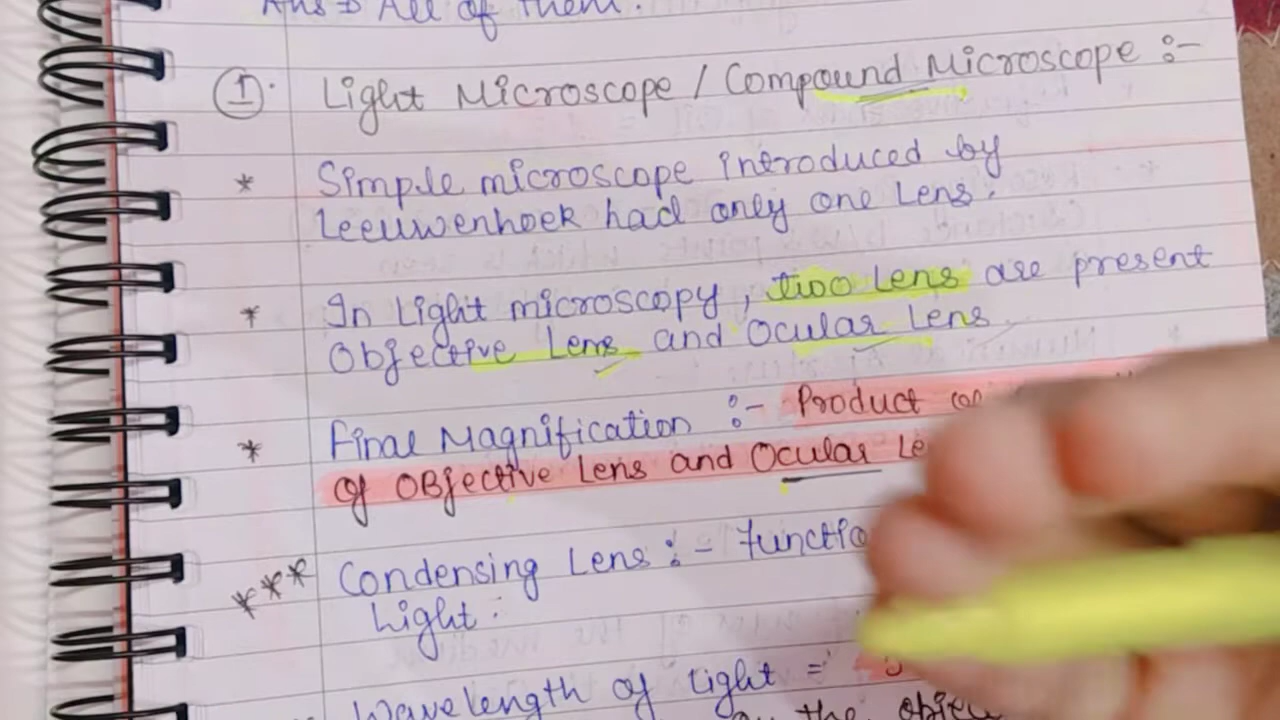 Ans ⇒ All of them.
① Light Microscope / Compound Microscope :-
* Simple microscope introduced by
Leeuwenhoek had only one Lens.
* In Light microscopy, two Lens are present
Objective Lens and Ocular Lens
* Final Magnification :- Product
of Objective Lens and Ocular
*** Condensing Lens :-
Light.
Wavelength of Light =
the